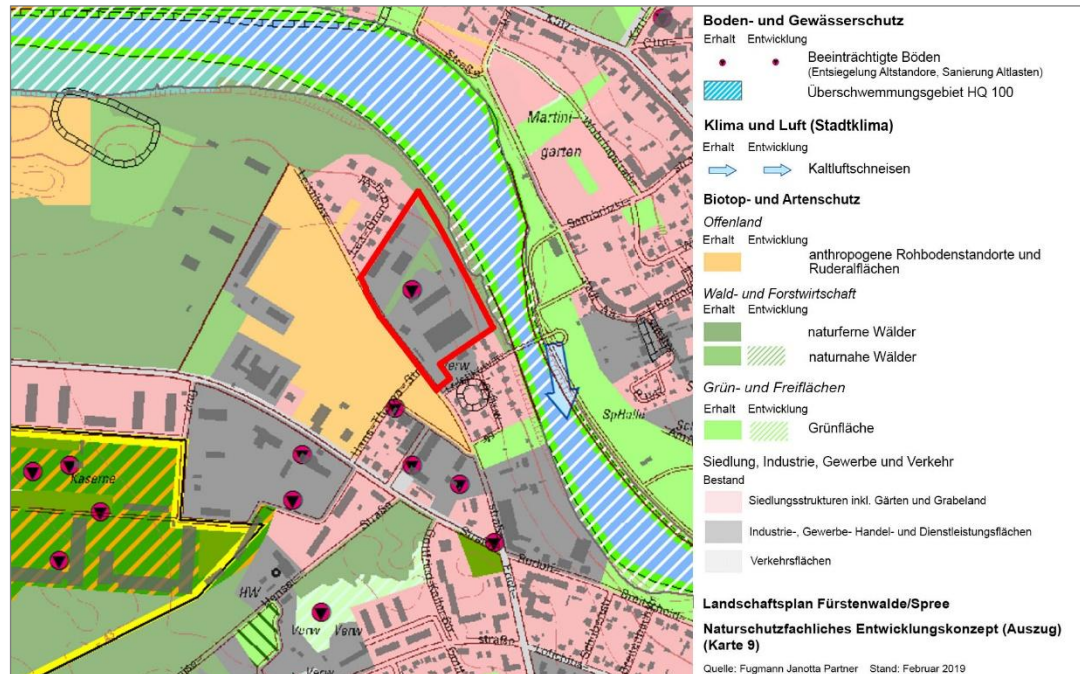 Boden- und Gewässerschutz
Erhalt Entwicklung
Beeinträchtigte Böden
(Entsiegelung Altstandore, Sanierung Altlasten)
Überschwemmungsgebiet HQ 100
Klima und Luft (Stadtklima)
Erhalt Entwicklung
Kaltluftschneisen
Biotop- und Artenschutz
Offenland
Erhalt Entwicklung
anthropogene Rohbodenstandorte und
Ruderalflächen
Wald- und Forstwirtschaft
Erhalt Entwicklung
naturferne Wälder
naturnahe Wälder
Grün- und Freiflächen
Erhalt Entwicklung
Grünfläche
Siedlung, Industrie, Gewerbe und Verkehr
Bestand
Siedlungsstrukturen inkl. Gärten und Grabeland
Industrie-, Gewerbe- Handel- und Dienstleistungsflächen
Verkehrsflächen
Landschaftsplan Fürstenwalde/Spree
Naturschutzfachliches Entwicklungskonzept (Auszug)
(Karte 9)
Quelle: Fugmann Janotta Partner Stand: Februar 2019
Martini-
garten
SpHalle
Kaserne
HW
Verw
Verw
Verw
straße